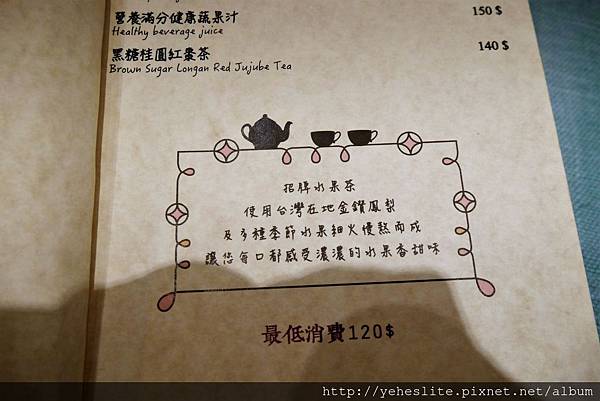 營養滿分健康蔬果汁 150 $
Healthy beverage juice
黑糖桂圓紅棗茶 140 $
Brown Sugar Longan Red Jujube Tea
招牌水果茶
使用台灣在地金鑽鳳梨
及多種季節水果細火慢熬而成
讓您每口都感受濃濃的水果香甜味
最低消費120$
http://yeheslite.pixnet.net/album